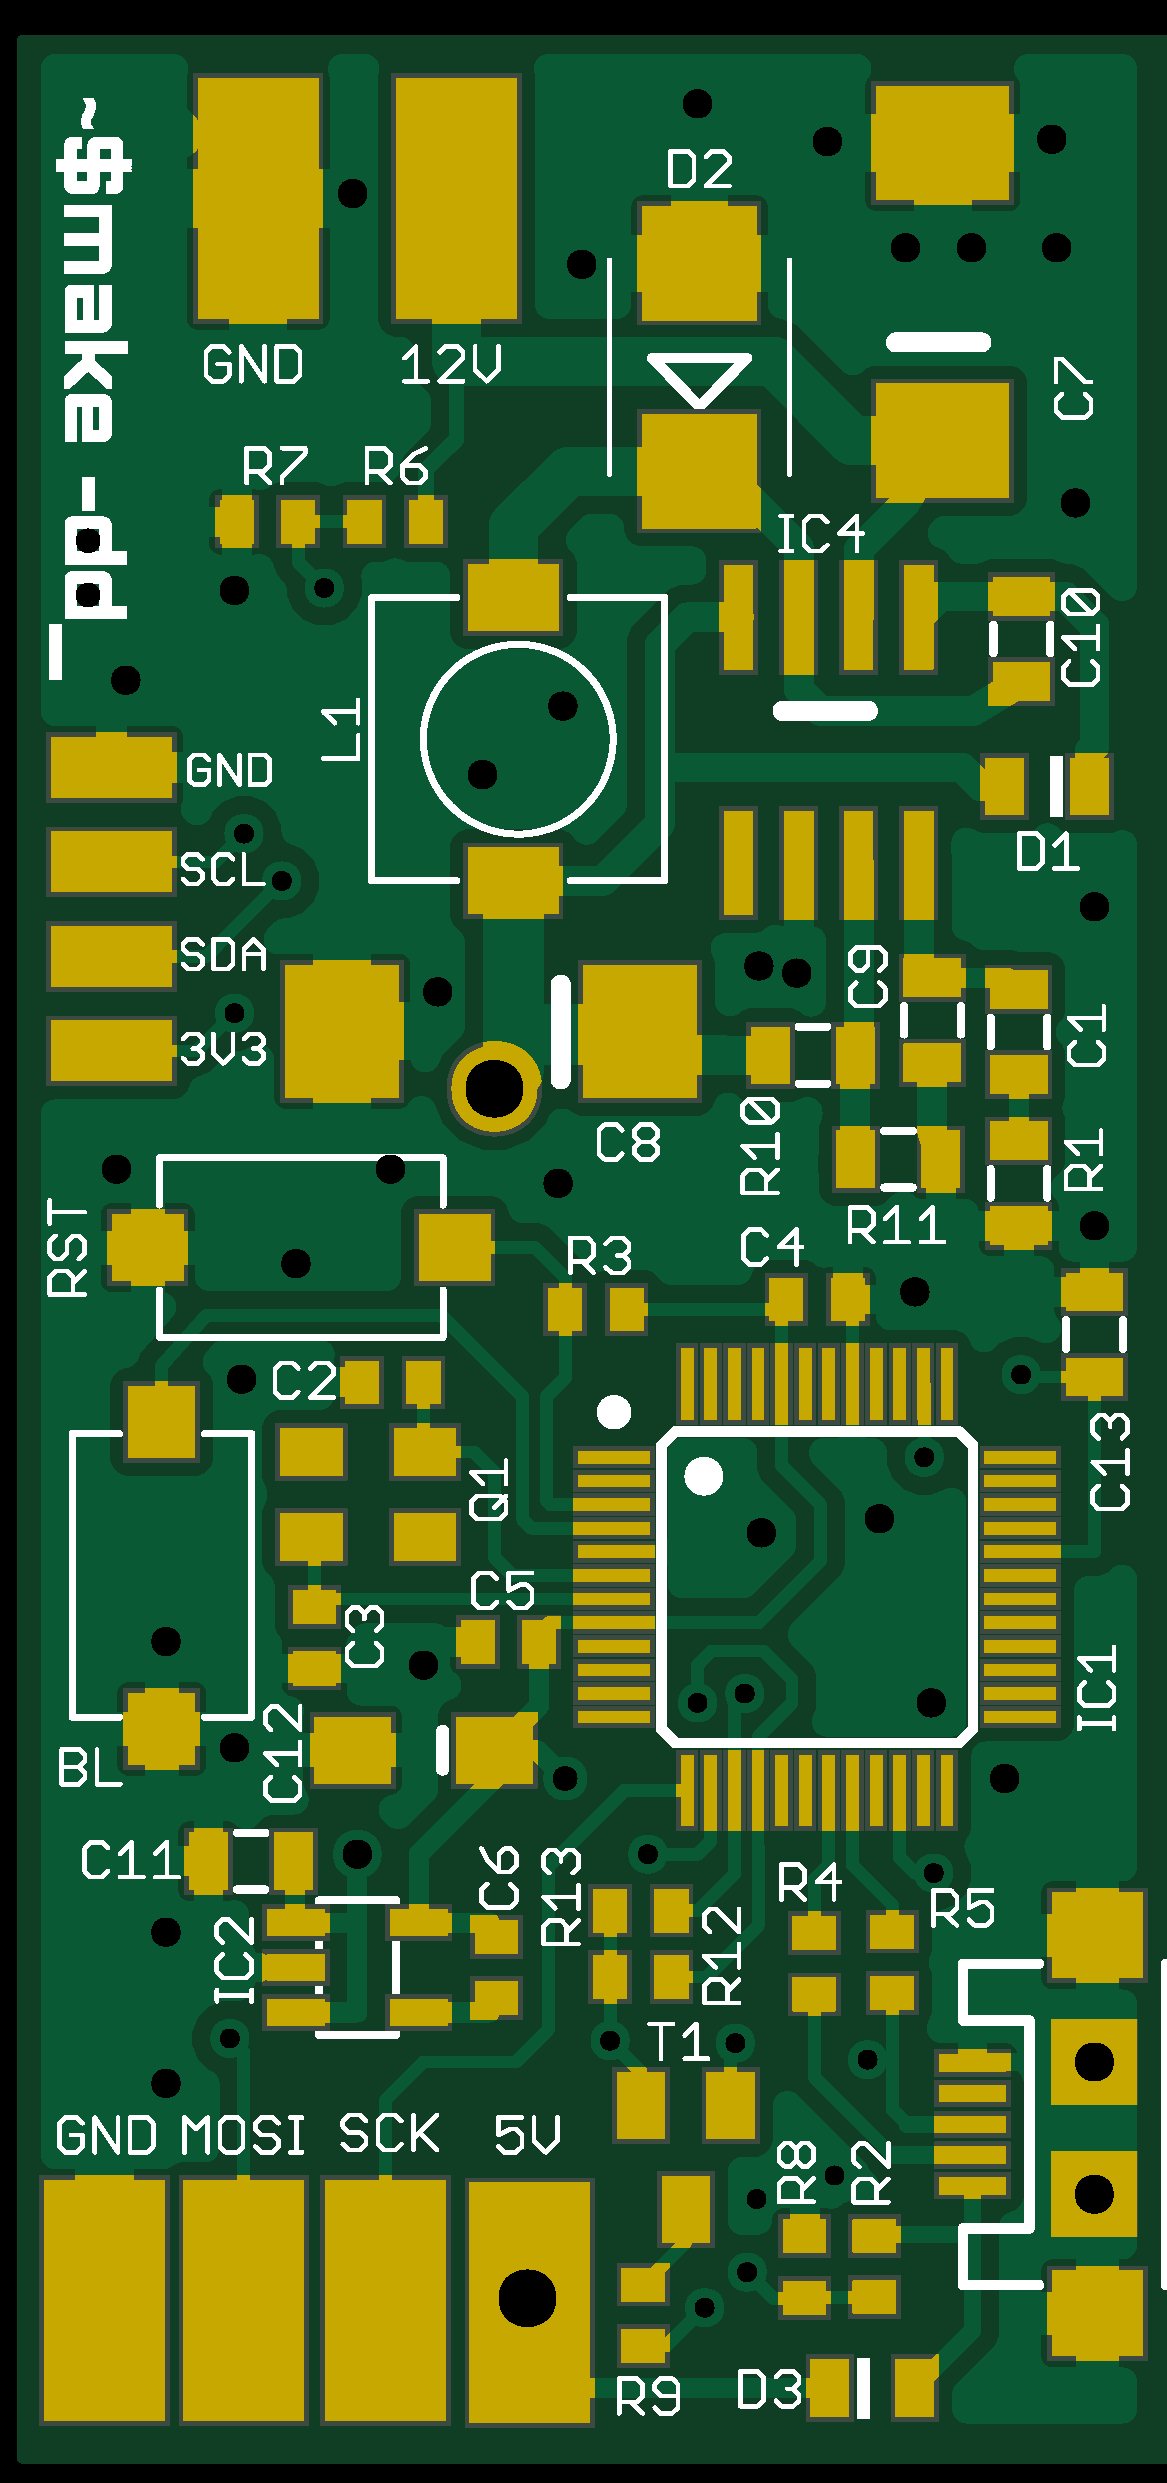 ~$make -dd_
D2
GND
12V
C7
R7
R6
IC4
C10
L1
GND
D1
SCL
SDA
C9
C1
3V3
C8
R10
R1
RST
R11
R3
C4
C2
C13
Q1
C5
C3
IC1
C12
BL
C11
C6
R13
R4
R5
IC2
R12
T1
GND
MOSI
SCK
5V
R8
R2
D3
R9